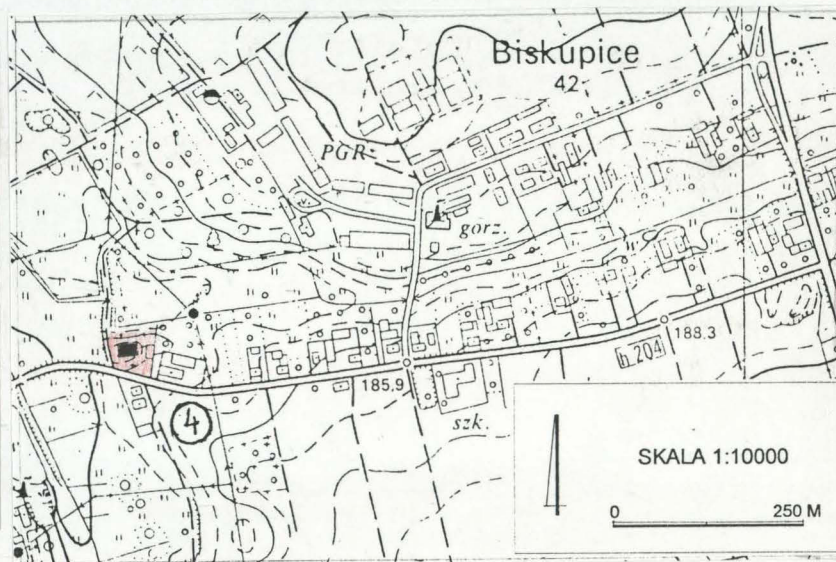 Biskupice
42
PGR
gorz.
188,3
h.204
185,9
szk.
4
SKALA 1:10000
0 250 M